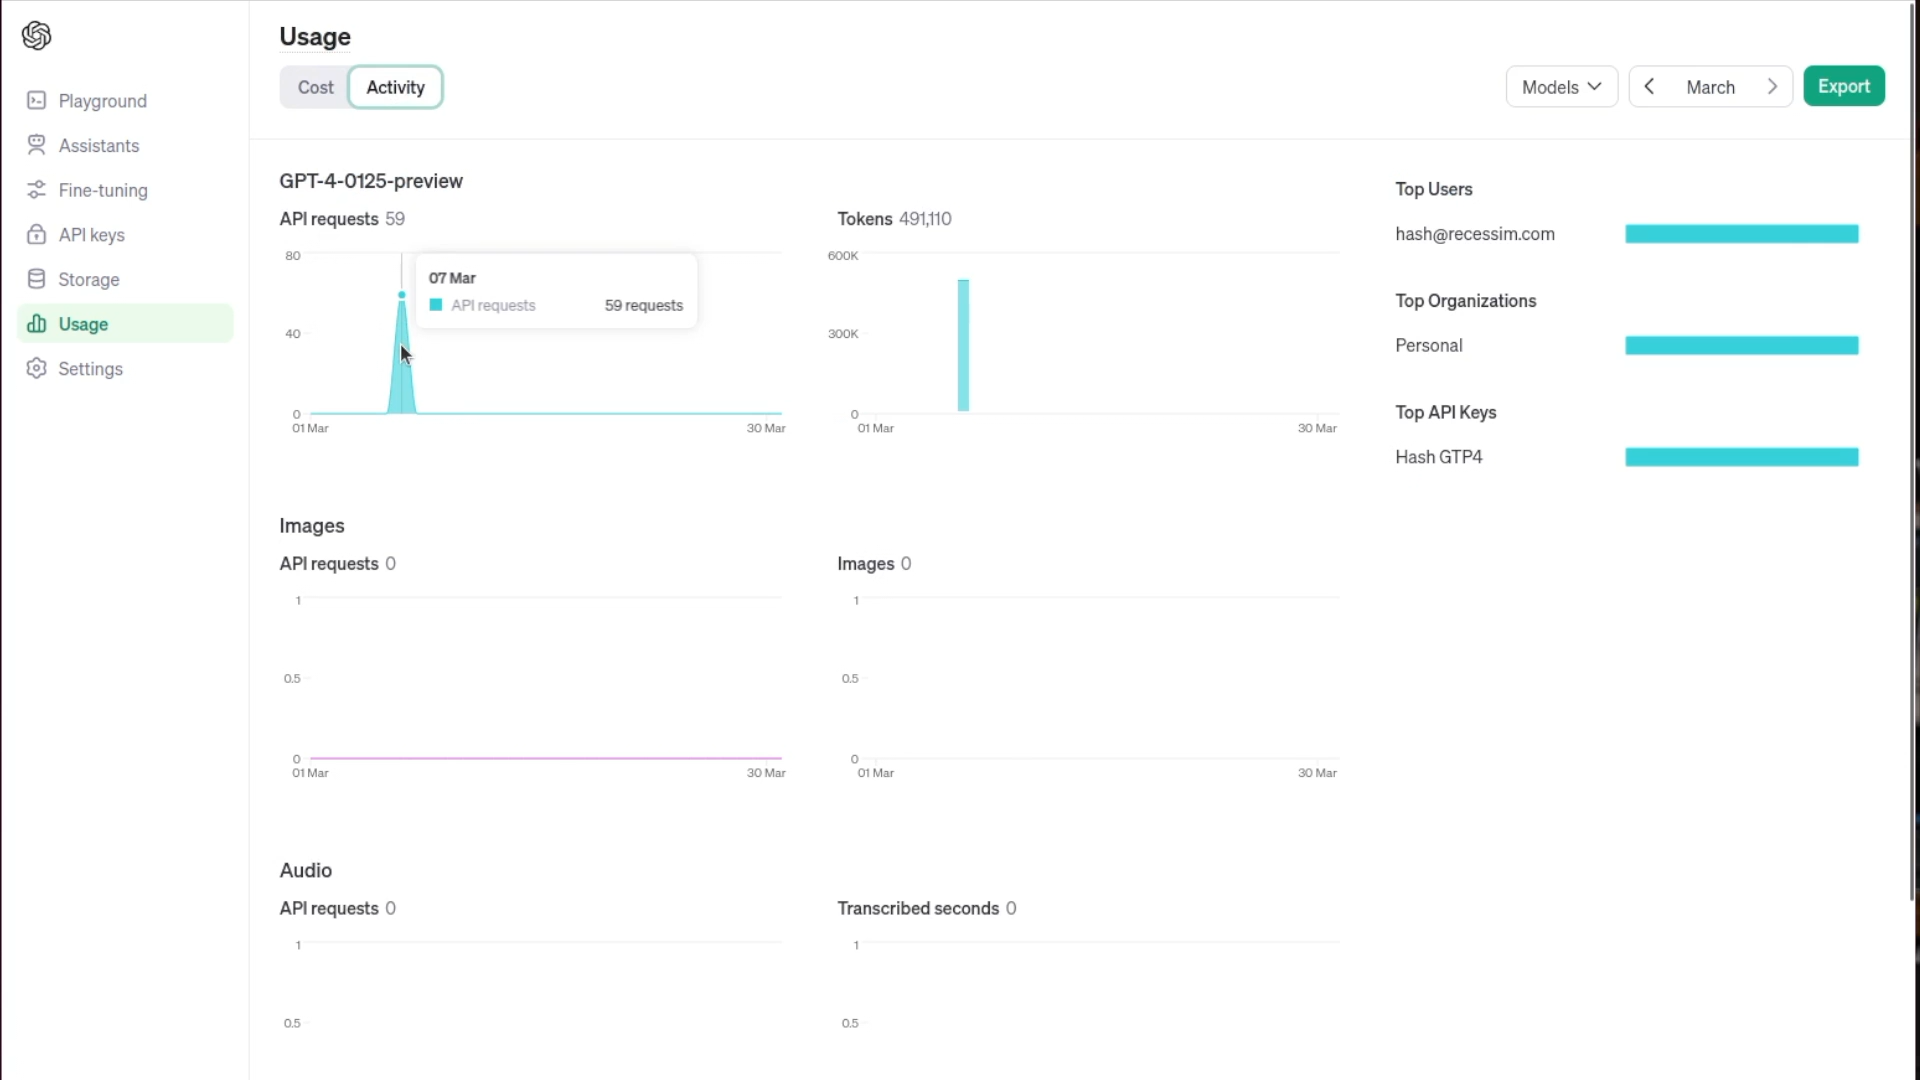 Usage
Cost
Activity
Models
March
Export
Playground
Assistants
Fine-tuning
API keys
Storage
Usage
Settings
GPT-4-0125-preview
API requests 59
80
40
0
01 Mar
30 Mar
07 Mar
API requests
59 requests
Tokens 491,110
600K
300K
0
01 Mar
30 Mar
Top Users
hash@recessim.com
Top Organizations
Personal
Top API Keys
Hash GTP4
Images
API requests 0
1
0.5
0
01 Mar
30 Mar
Images 0
1
0.5
0
01 Mar
30 Mar
Audio
API requests 0
1
0.5
Transcribed seconds 0
1
0.5